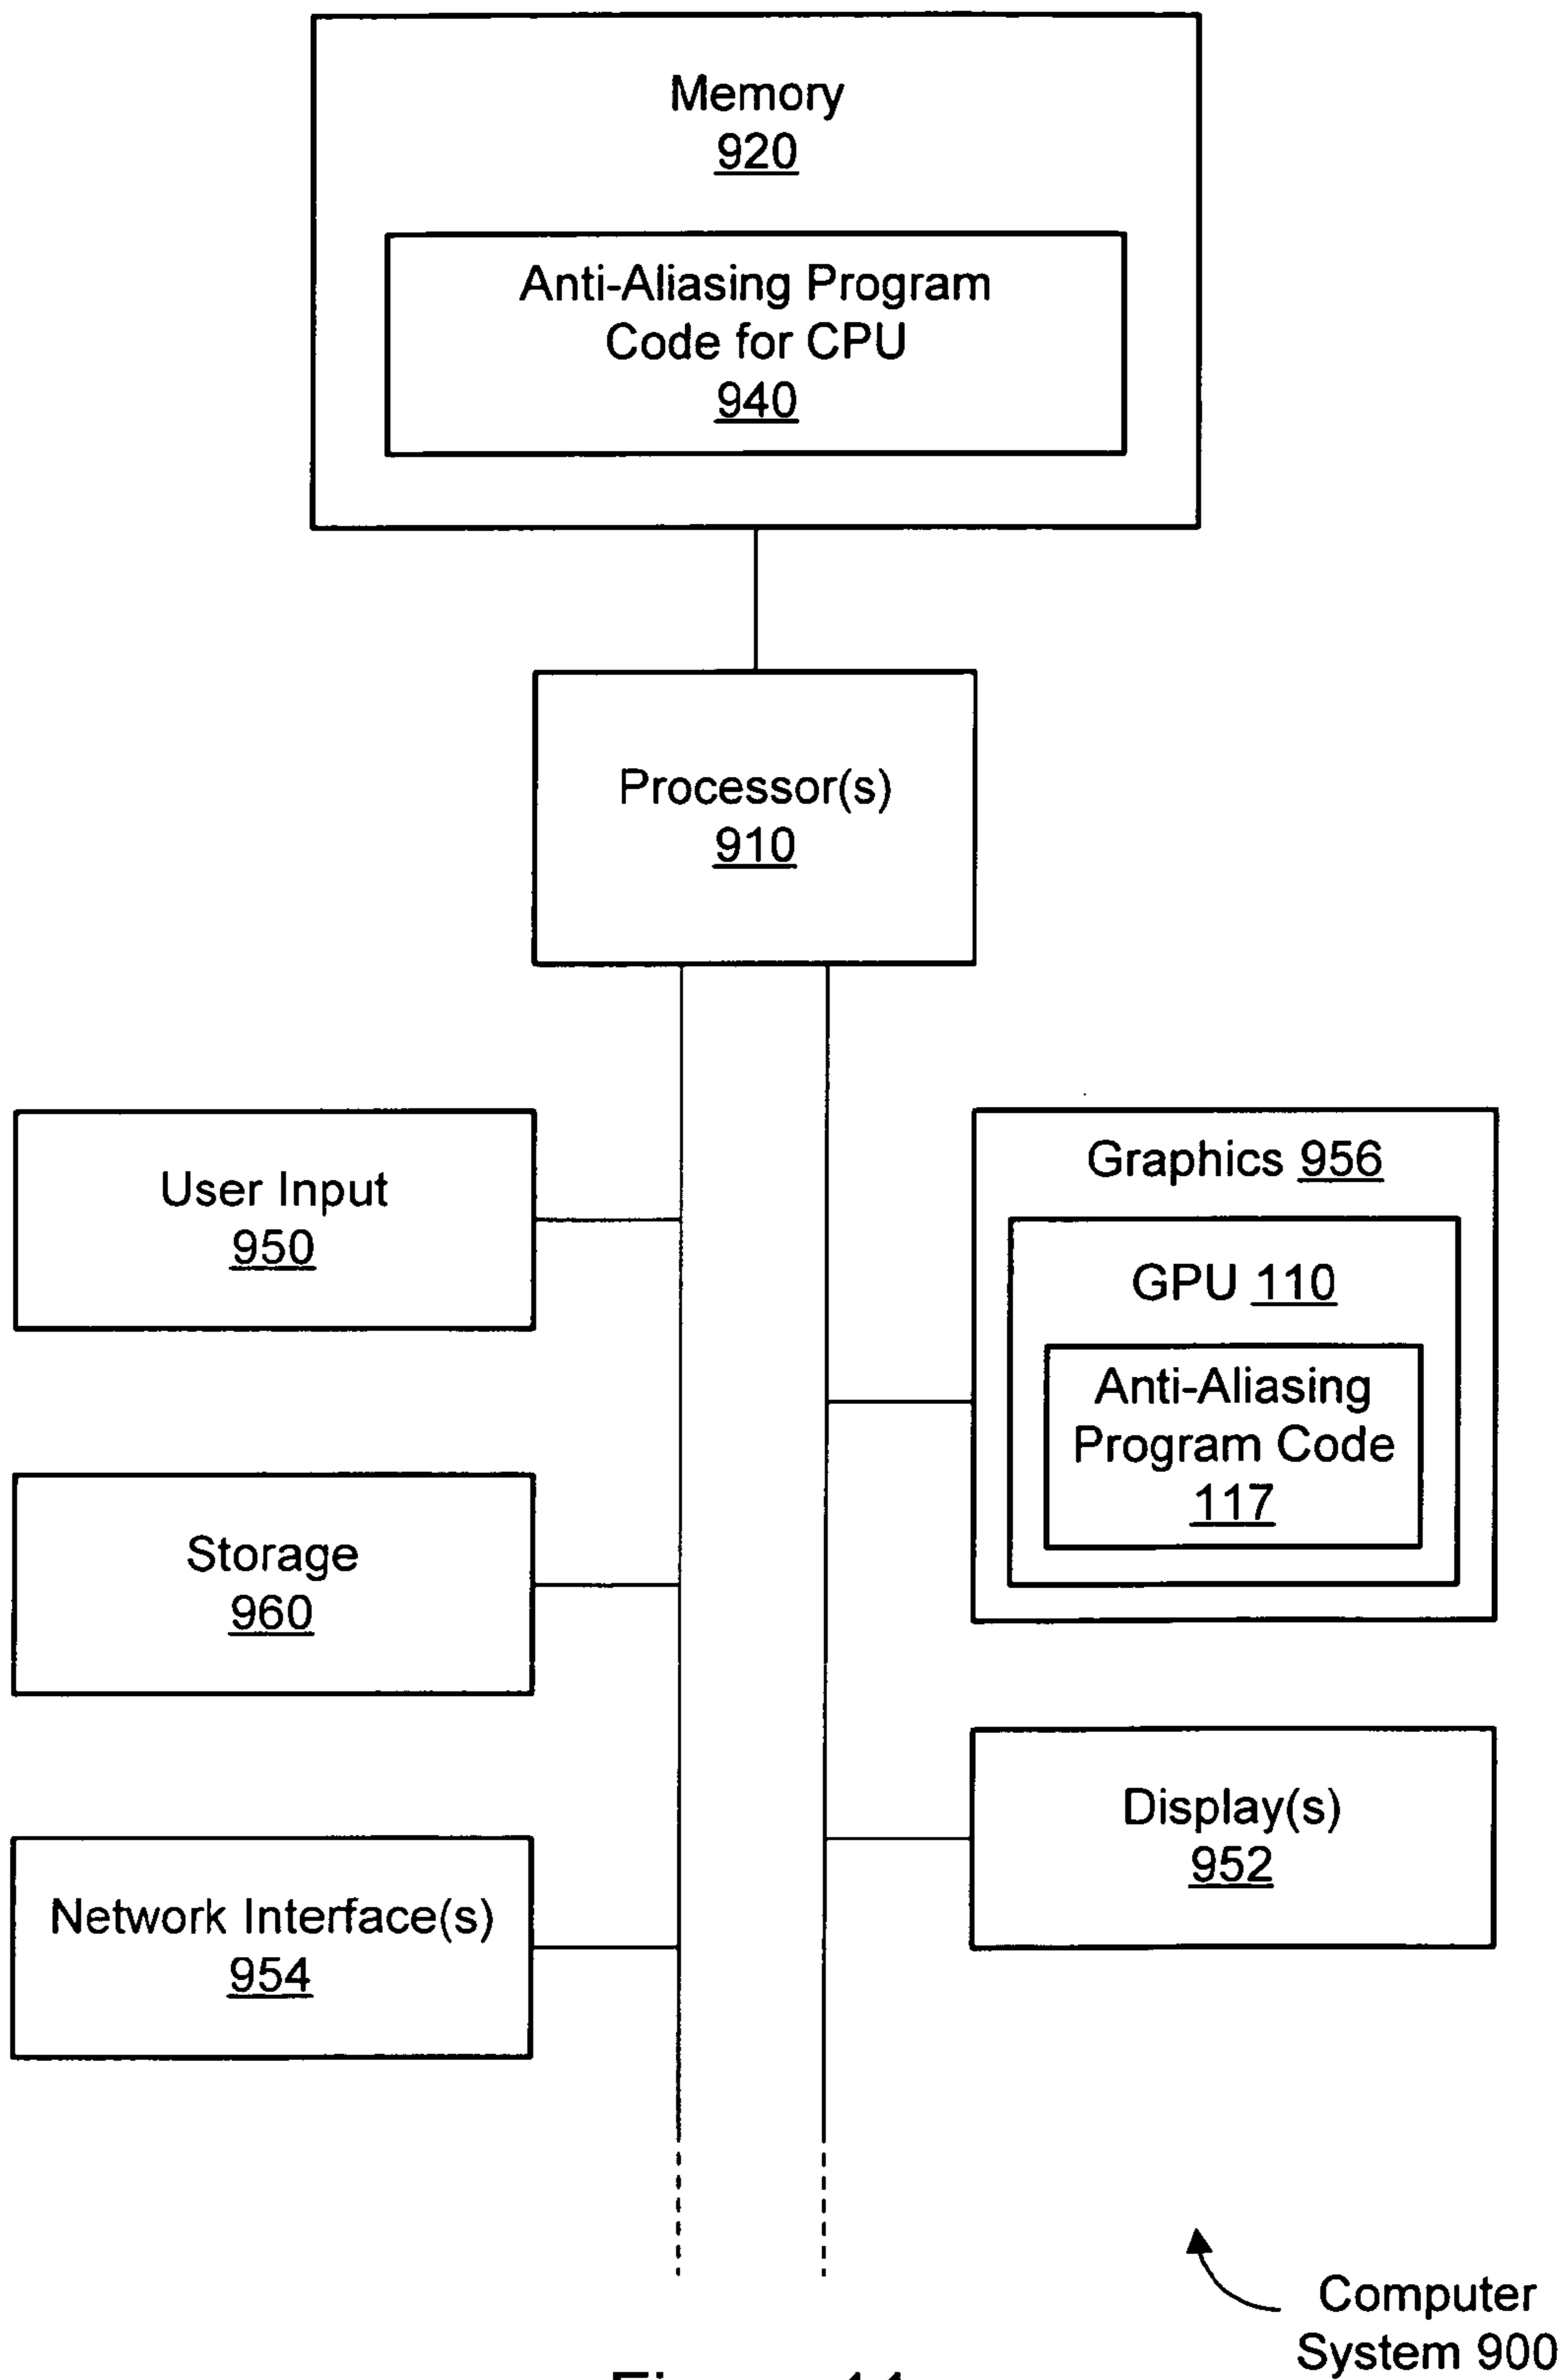 Memory
920
Anti-Aliasing Program
Code for CPU
940
Processor(s)
910
User Input
950
Graphics 956
GPU 110
Anti-Aliasing
Program Code
117
Storage
960
Display(s)
952
Network Interface(s)
954
Computer
System 900